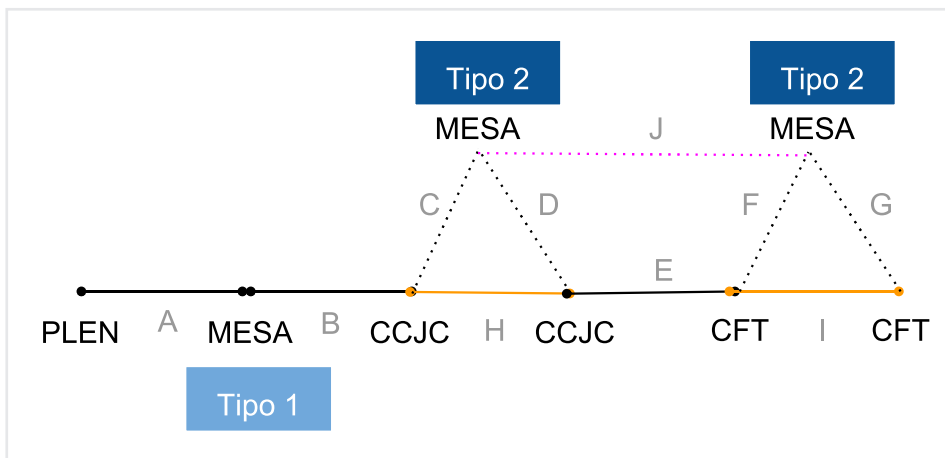 Tipo 2 Tipo 2
MESA J MESA
C D F G
E
PLEN A MESA B CCJC H CCJC CFT I CFT
Tipo 1